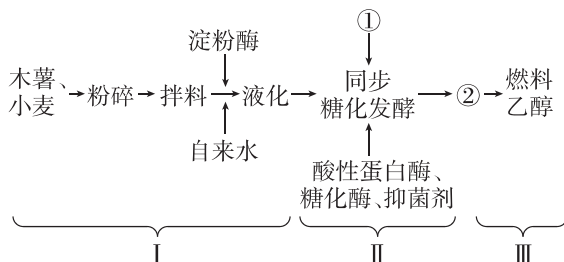 淀粉酶
①
木薯、
小麦
粉碎
拌料
液化
同步
糖化发酵
②
燃料
乙醇
自来水
酸性蛋白酶、
糖化酶、抑菌剂
Ⅰ
Ⅱ
Ⅲ